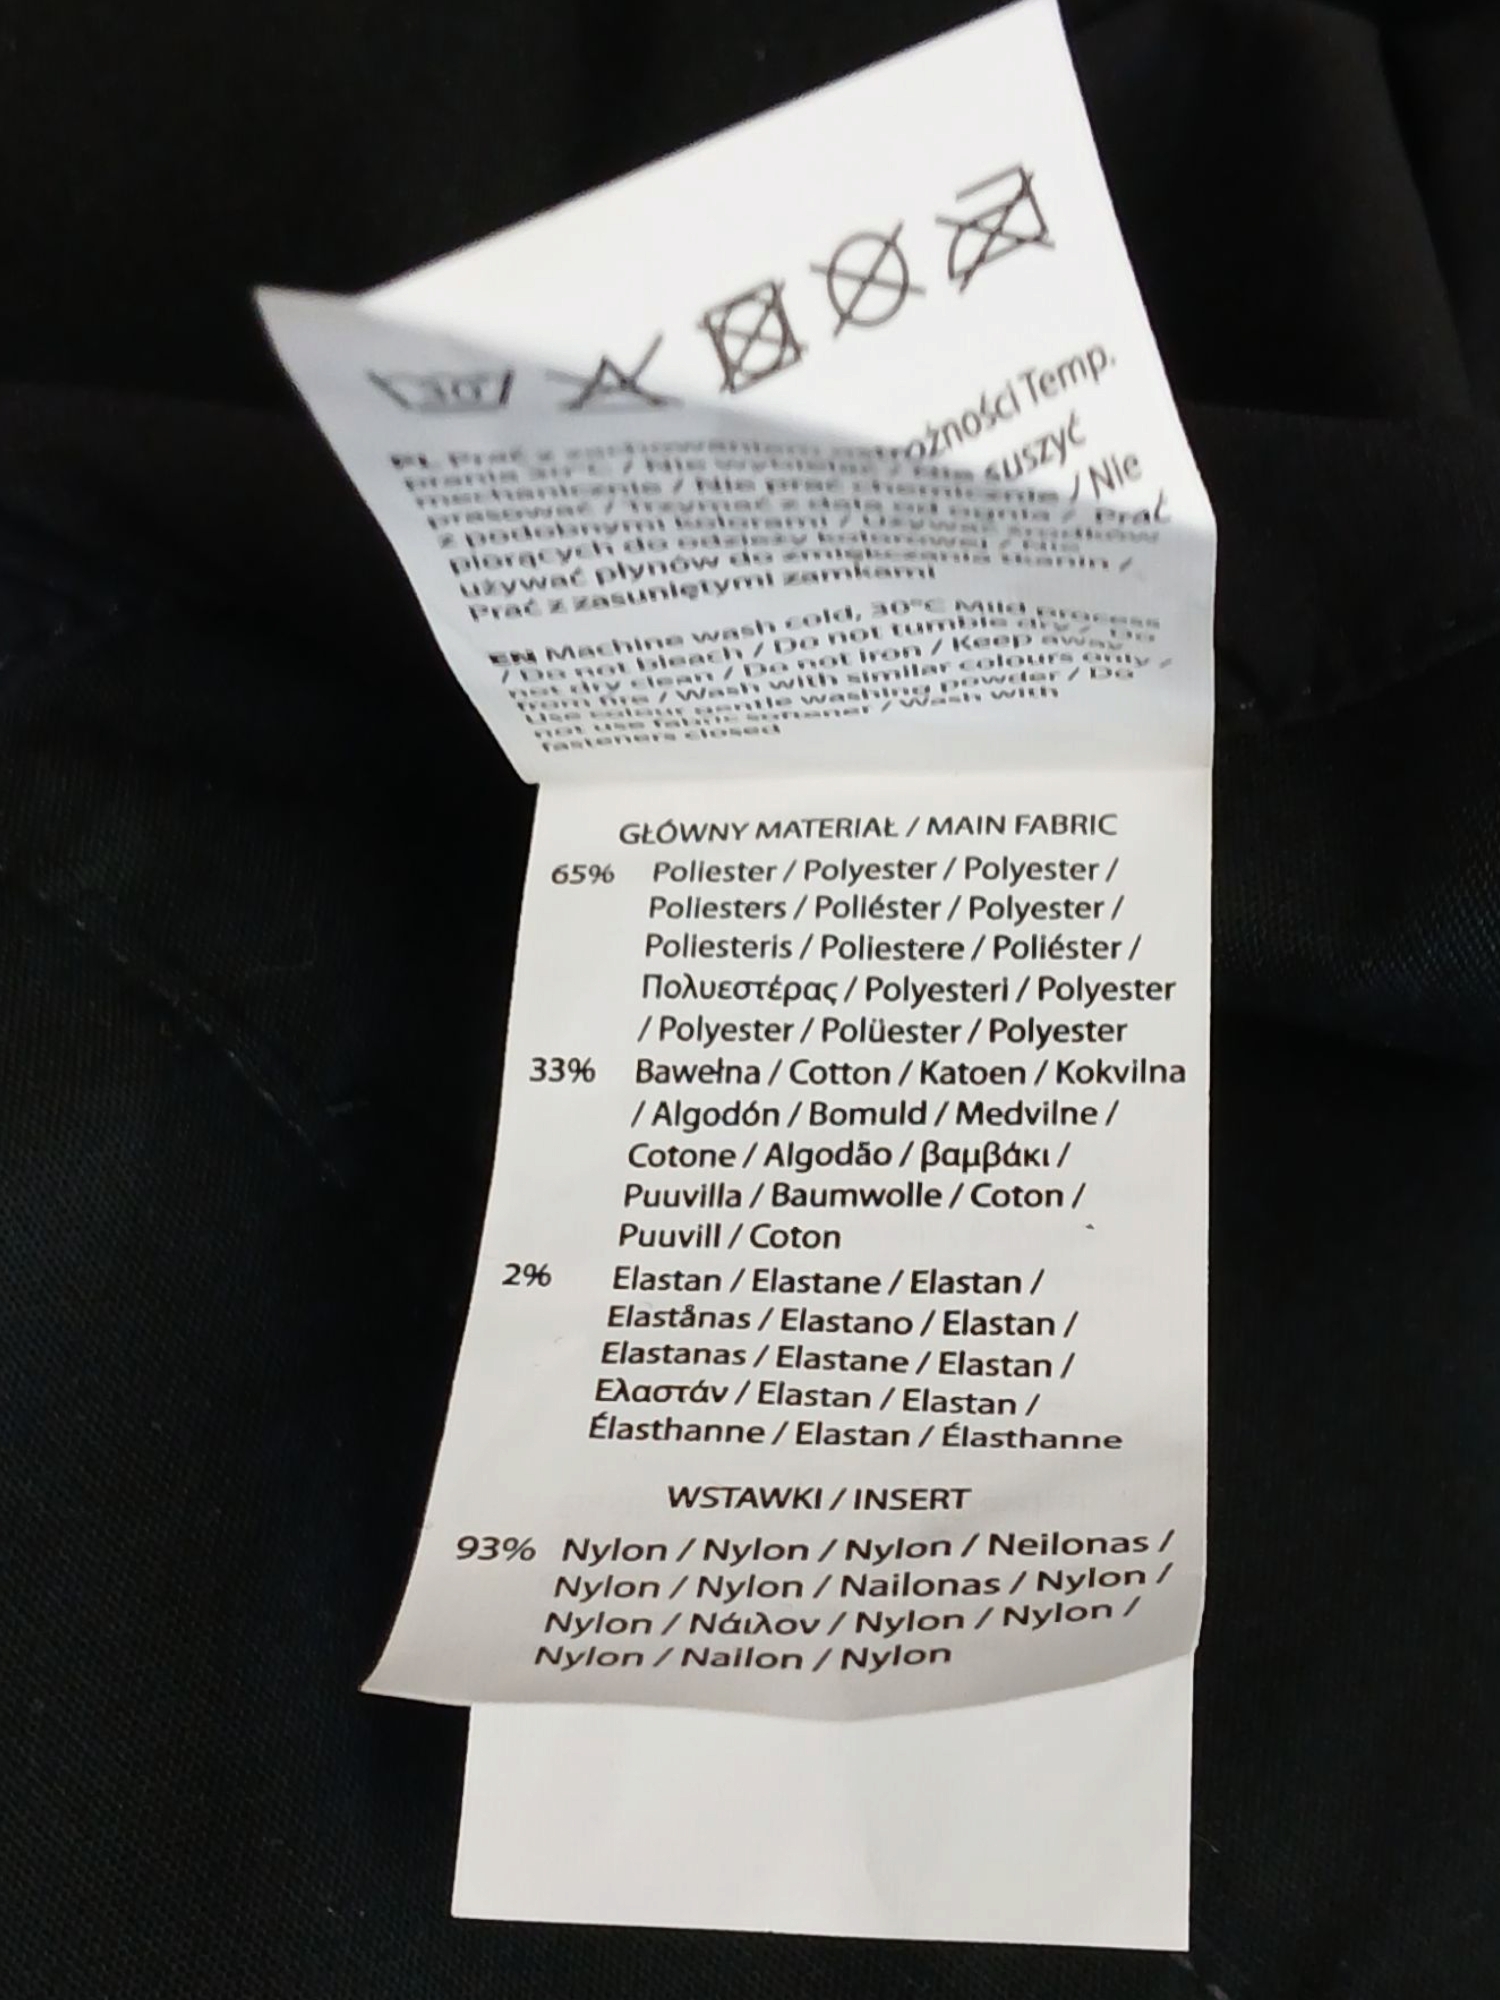 30°
PL Prać z zachowaniem ostrożności Temp.
prania 30°C / Nie wybielać / Nie suszyć
mechanicznie / Nie prać chemicznie / Nie
prasować / Trzymać z dala od ognia / Prać
z podobnymi kolorami / Używać środków
piorących do odzieży kolorowej / Nie
używać płynów do zmiękczania tkanin /
Prać z zasuniętymi zamkami
EN Machine wash cold, 30°C Mild process
/ Do not bleach / Do not tumble dry / Do
not dry clean / Do not iron / Keep away
from fire / Wash with similar colours only /
Use colour gentle washing powder / Do
not use fabric softener / Wash with
fasteners closed
GŁÓWNY MATERIAŁ / MAIN FABRIC
65% Poliester / Polyester / Polyester /
Poliesters / Poliéster / Polyester /
Poliesteris / Poliestere / Poliéster /
Πολυεστέρας / Polyesteri / Polyester
/ Polyester / Polüester / Polyester
33% Bawełna / Cotton / Katoen / Kokvilna
/ Algodón / Bomuld / Medvilne /
Cotone / Algodão / βαμβάκι /
Puuvilla / Baumwolle / Coton /
Puuvill / Coton
2% Elastan / Elastane / Elastan /
Elastånas / Elastano / Elastan /
Elastanas / Elastane / Elastan /
Ελαστάν / Elastan / Elastan /
Élasthanne / Elastan / Élasthanne
WSTAWKI / INSERT
93% Nylon / Nylon / Nylon / Neilonas /
Nylon / Nylon / Nailonas / Nylon /
Nylon / Νάιλον / Nylon / Nylon /
Nylon / Nailon / Nylon